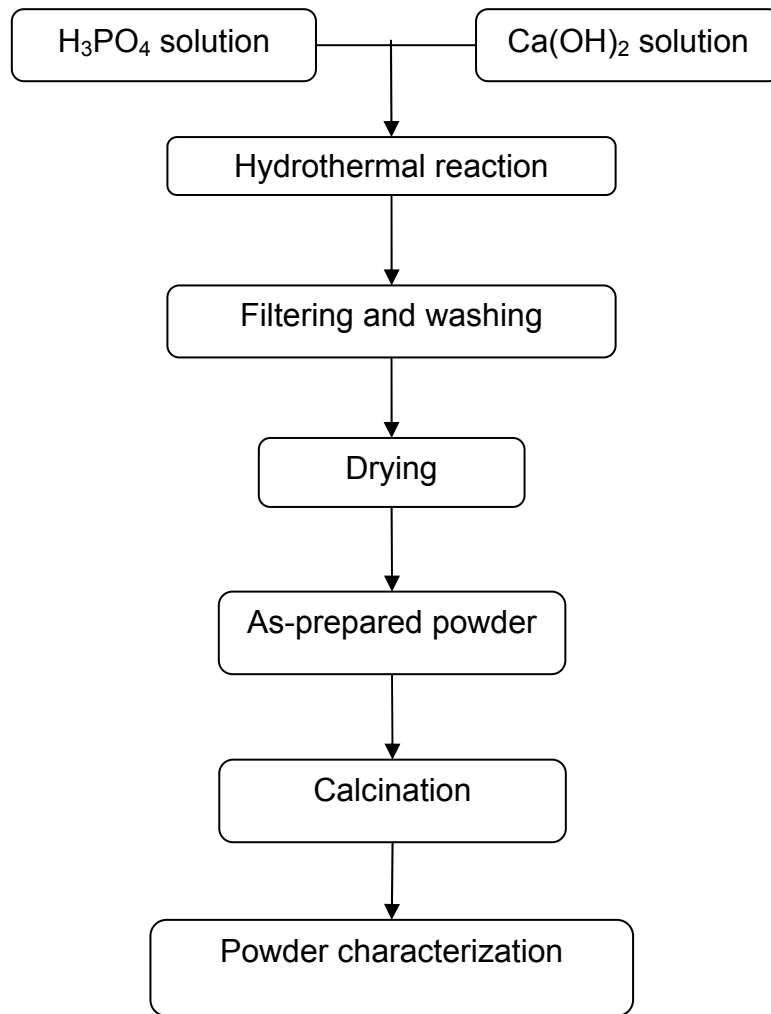 H₃PO₄ solution
Ca(OH)₂ solution
Hydrothermal reaction
Filtering and washing
Drying
As-prepared powder
Calcination
Powder characterization